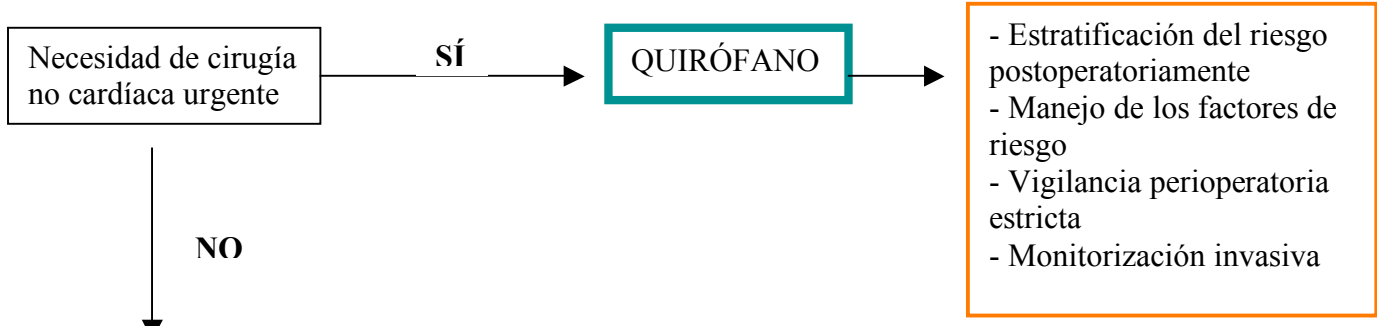 Necesidad de cirugía
no cardíaca urgente
SÍ
QUIRÓFANO
- Estratificación del riesgo
postoperatoriamente
- Manejo de los factores de
riesgo
- Vigilancia perioperatoria
estricta
- Monitorización invasiva
NO